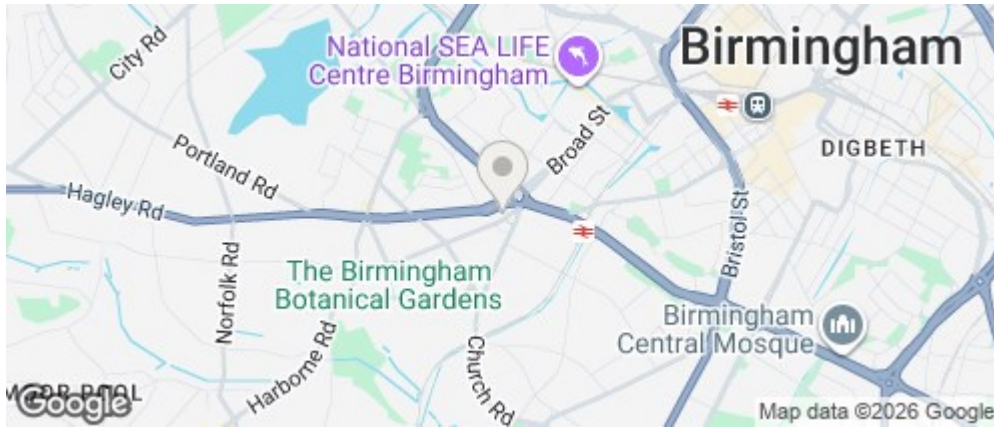 City Rd
National SEA LIFE
Centre Birmingham
Birmingham
Broad St
DIGBETH
Portland Rd
Hagley Rd
Norfolk Rd
Bristol St
The Birmingham
Botanical Gardens
Harborne Rd
Church Rd
Birmingham
Central Mosque
Google
Map data ©2026 Google